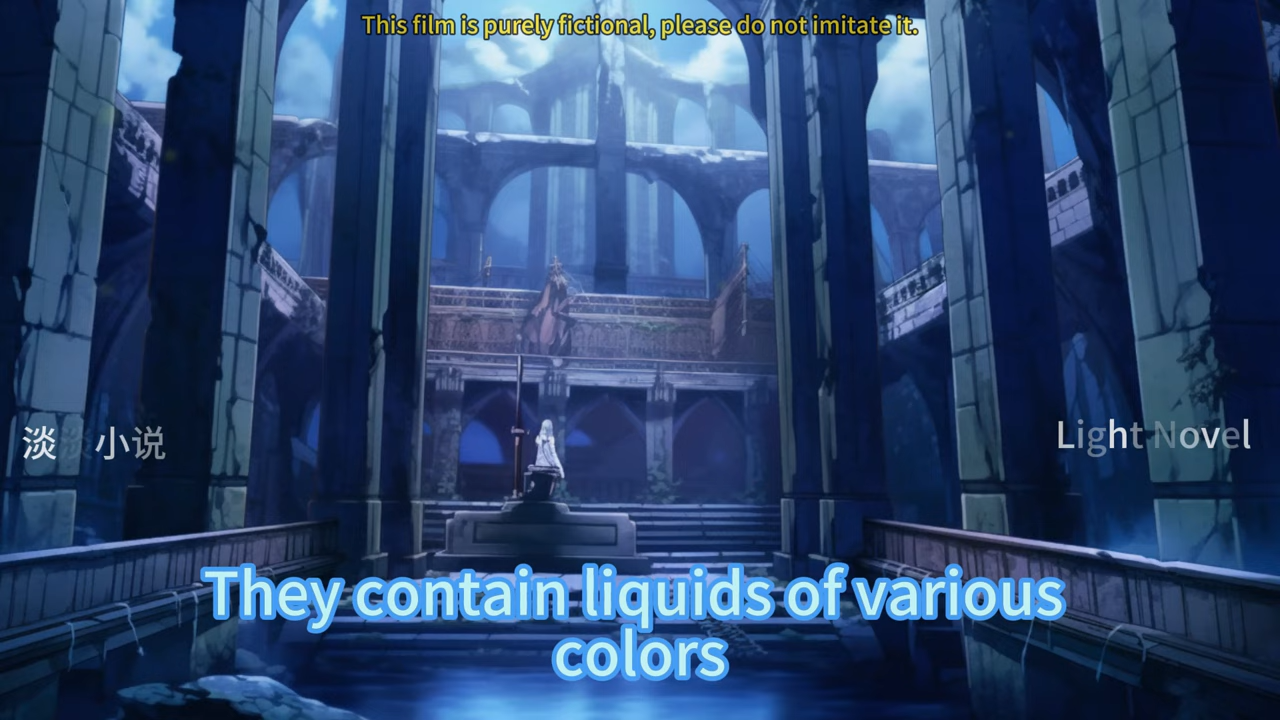 This film is purely fictional, please do not imitate it.
淡淡小说
Light Novel
They contain liquids of various
colors